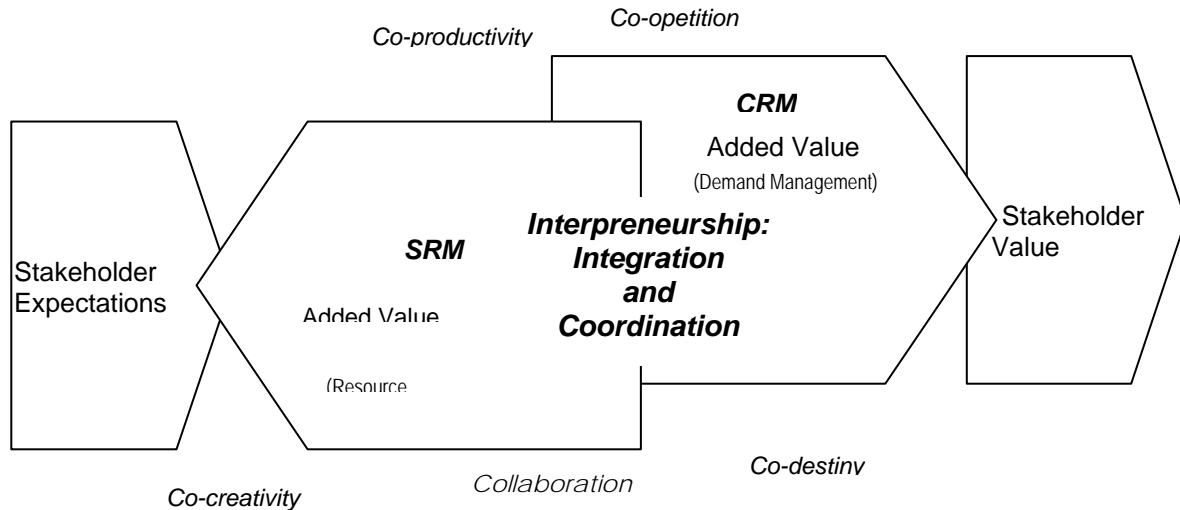 Co-opetition
Co-productivity
CRM
Added Value
(Demand Management)
Interpreneurship:
Integration
and
Coordination
SRM
Stakeholder
Expectations
Added Value
(Resource
Stakeholder
Value
Co-destiny
Collaboration
Co-creativity